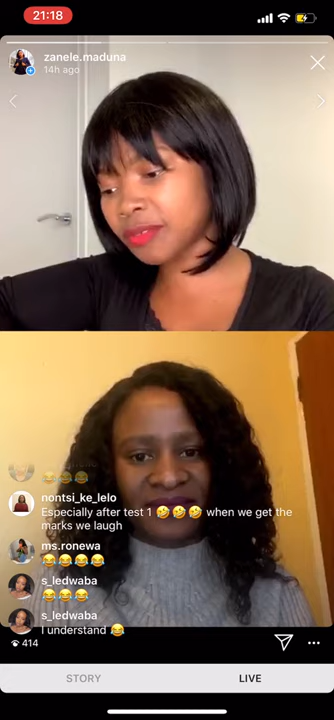 21:18
zanele.maduna
14h ago
nontsi_ke_lelo
Especially after test 1 🤣🤣🤣 when we get the
marks we laugh
ms.ronewa
😂😂😂😂
s_ledwaba
😂😂😂
s_ledwaba
I understand 😂
414
STORY
LIVE